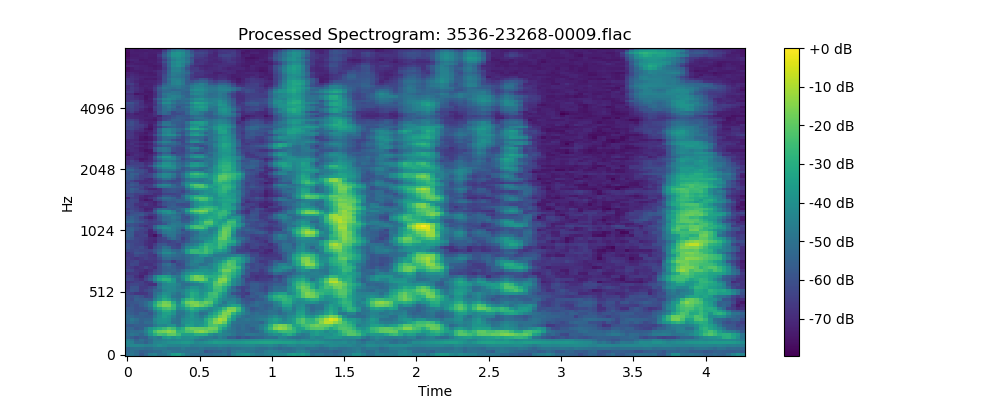 Processed Spectrogram: 3536-23268-0009.flac
Hz
4096
2048
1024
512
0
0 0.5 1 1.5 2 2.5 3 3.5 4
Time
+0 dB
-10 dB
-20 dB
-30 dB
-40 dB
-50 dB
-60 dB
-70 dB